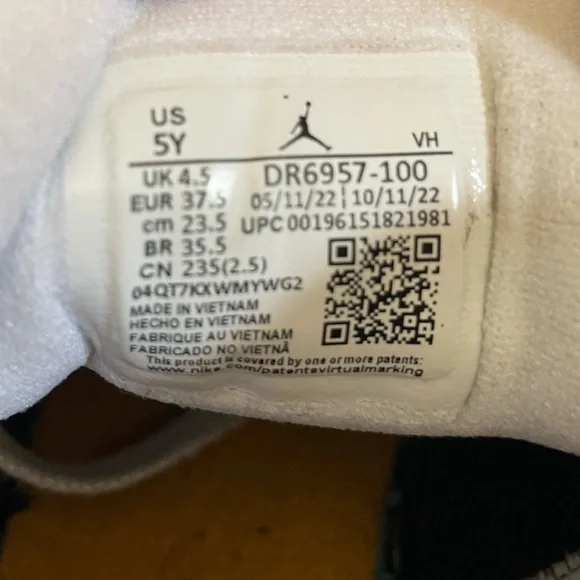 US
5Y
VH
UK 4.5 DR6957-100
EUR 37.5 05/11/22 | 10/11/22
cm 23.5 UPC 00196151821981
BR 35.5
CN 235(2.5)
04QT7KXWMYWG2
MADE IN VIETNAM
HECHO EN VIETNAM
FABRIQUE AU VIETNAM
FABRICADO NO VIETNÃ
This product is covered by one or more patents:
www.nike.com/patentsvirtualmarking